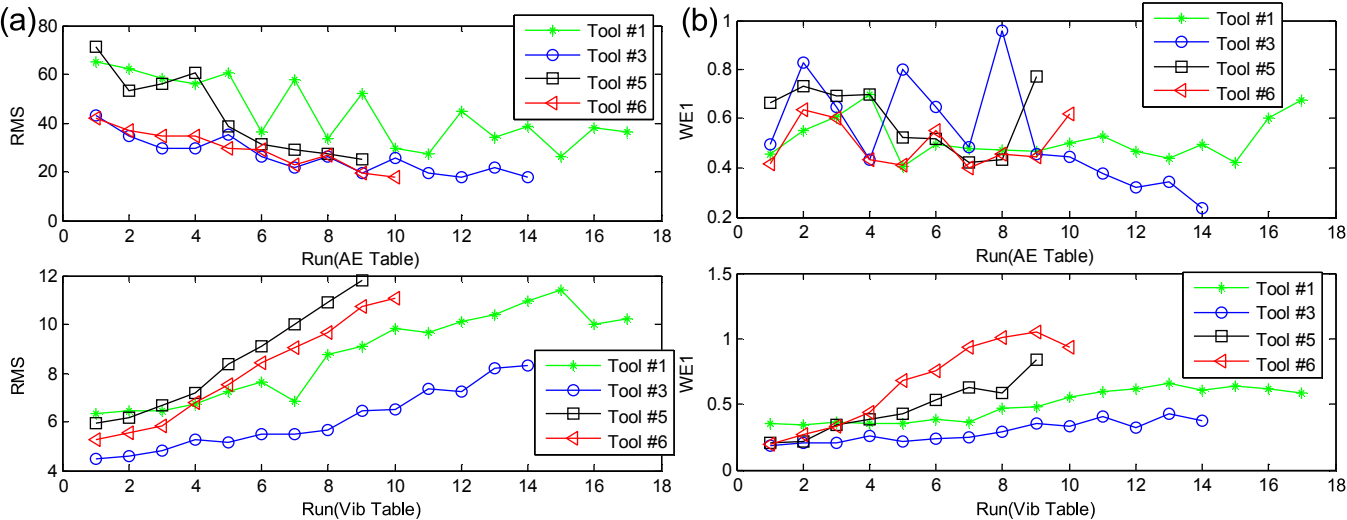 (a)
80
60
40
20
0
RMS
0 2 4 6 8 10 12 14 16 18
Run(AE Table)
Tool #1
Tool #3
Tool #5
Tool #6
12
10
8
6
4
RMS
0 2 4 6 8 10 12 14 16 18
Run(Vib Table)
Tool #1
Tool #3
Tool #5
Tool #6
(b)
1
0.8
0.6
0.4
0.2
WE1
0 2 4 6 8 10 12 14 16 18
Run(AE Table)
Tool #1
Tool #3
Tool #5
Tool #6
1.5
1
0.5
0
WE1
0 2 4 6 8 10 12 14 16 18
Run(Vib Table)
Tool #1
Tool #3
Tool #5
Tool #6